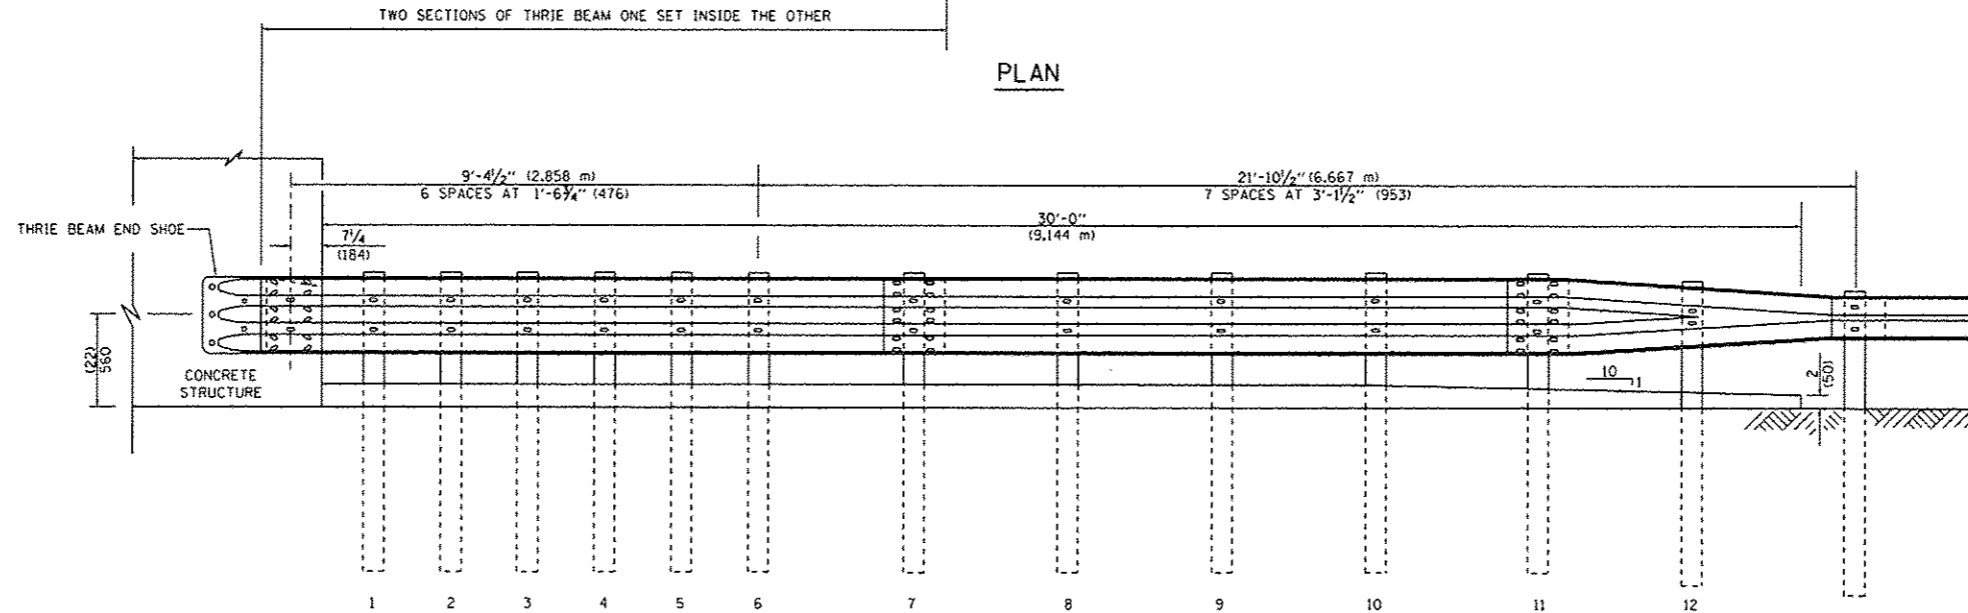 TWO SECTIONS OF THRIE BEAM ONE SET INSIDE THE OTHER
PLAN
9'-4½" (2.858 m)
6 SPACES AT 1'-6¾" (476)
21'-10½" (6.667 m)
7 SPACES AT 3'-1½" (953)
30'-0"
(9.144 m)
THRIE BEAM END SHOE
7¼
(184)
(22)
560
CONCRETE
STRUCTURE
10
1
2
(50)
1 2 3 4 5 6 7 8 9 10 11 12